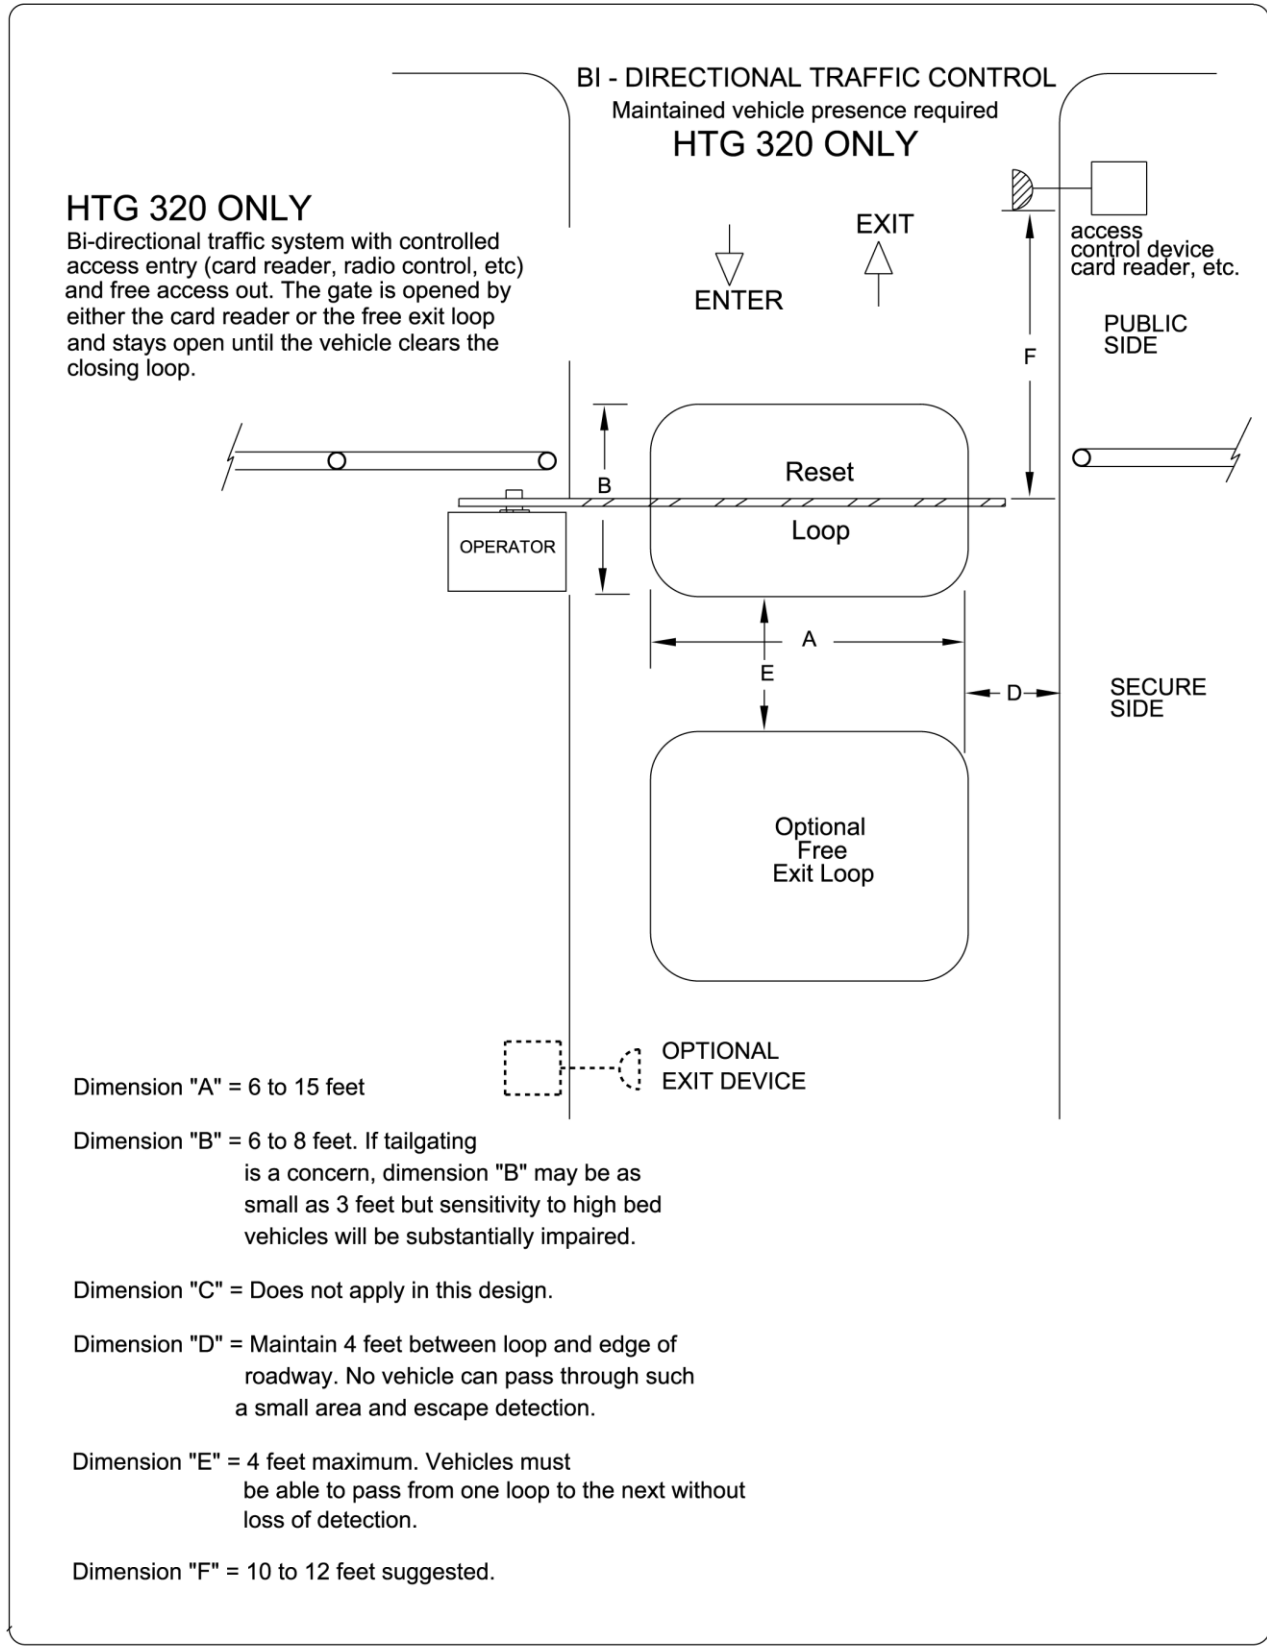 BI - DIRECTIONAL TRAFFIC CONTROL
Maintained vehicle presence required
HTG 320 ONLY
HTG 320 ONLY
Bi-directional traffic system with controlled
access entry (card reader, radio control, etc)
and free access out. The gate is opened by
either the card reader or the free exit loop
and stays open until the vehicle clears the
closing loop.
ENTER
EXIT
access
control device
card reader, etc.
PUBLIC
SIDE
F
B
Reset
Loop
OPERATOR
A
E
D
SECURE
SIDE
Optional
Free
Exit Loop
OPTIONAL
EXIT DEVICE
Dimension "A" = 6 to 15 feet
Dimension "B" = 6 to 8 feet. If tailgating
is a concern, dimension "B" may be as
small as 3 feet but sensitivity to high bed
vehicles will be substantially impaired.
Dimension "C" = Does not apply in this design.
Dimension "D" = Maintain 4 feet between loop and edge of
roadway. No vehicle can pass through such
a small area and escape detection.
Dimension "E" = 4 feet maximum. Vehicles must
be able to pass from one loop to the next without
loss of detection.
Dimension "F" = 10 to 12 feet suggested.